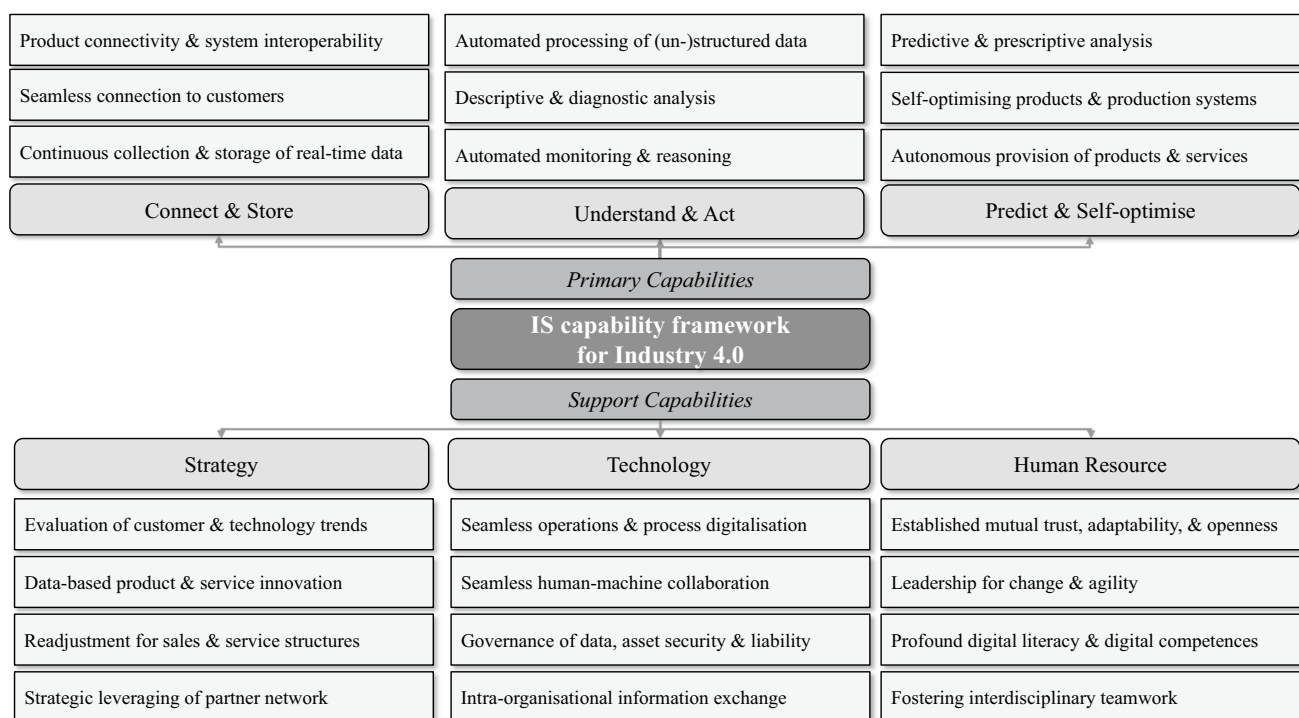 Product connectivity & system interoperability
Automated processing of (un-)structured data
Predictive & prescriptive analysis
Seamless connection to customers
Descriptive & diagnostic analysis
Self-optimising products & production systems
Continuous collection & storage of real-time data
Automated monitoring & reasoning
Autonomous provision of products & services
Connect & Store
Understand & Act
Predict & Self-optimise
Primary Capabilities
IS capability framework
for Industry 4.0
Support Capabilities
Strategy
Technology
Human Resource
Evaluation of customer & technology trends
Seamless operations & process digitalisation
Established mutual trust, adaptability, & openness
Data-based product & service innovation
Seamless human-machine collaboration
Leadership for change & agility
Readjustment for sales & service structures
Governance of data, asset security & liability
Profound digital literacy & digital competences
Strategic leveraging of partner network
Intra-organisational information exchange
Fostering interdisciplinary teamwork